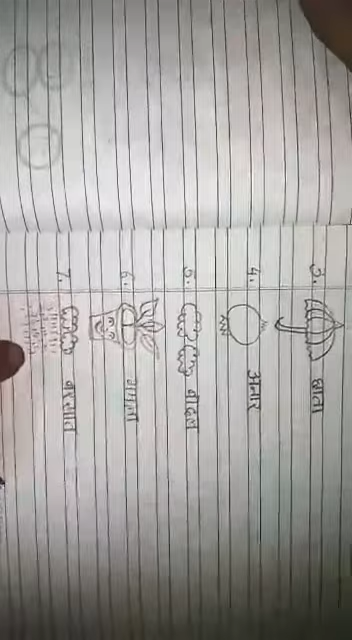 3. छाता
4. अनार
5. बादल
6. गमला
7. बरसात